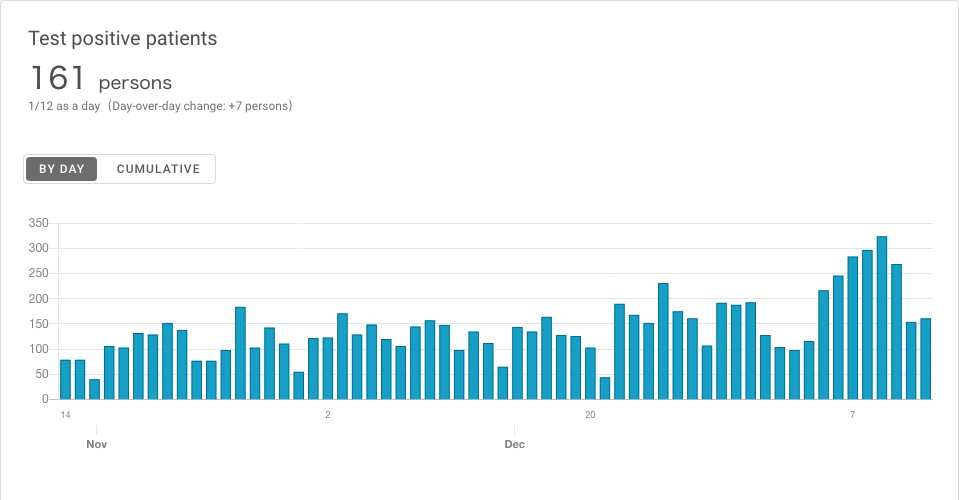 Test positive patients
161 persons
1/12 as a day（Day-over-day change: +7 persons）
BY DAY CUMULATIVE
350
300
250
200
150
100
50
0
14 2 20 7
Nov Dec